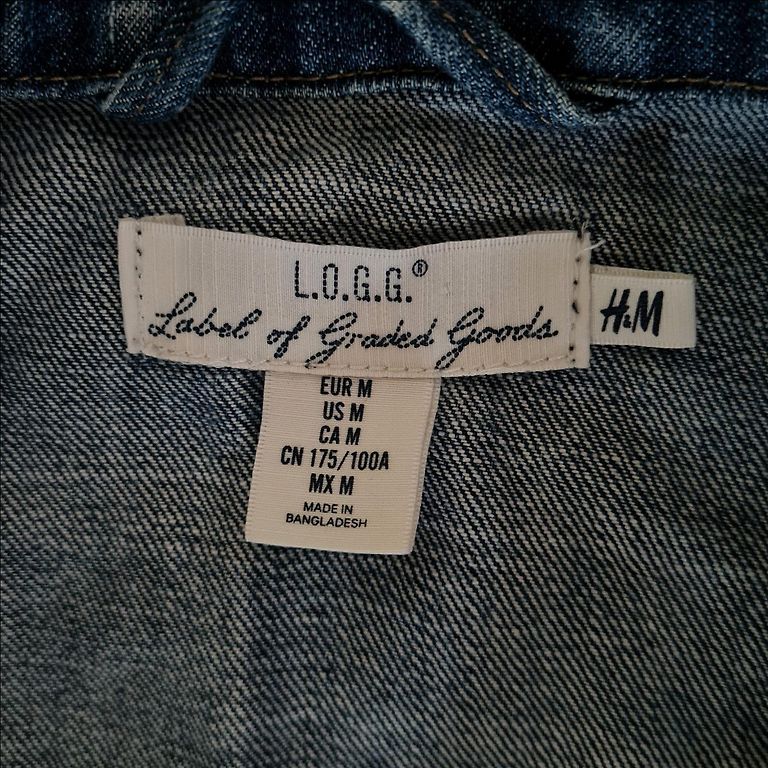 L.O.G.G.®
Label of Graded Goods
H&M
EUR M
US M
CA M
CN 175/100A
MX M
MADE IN
BANGLADESH